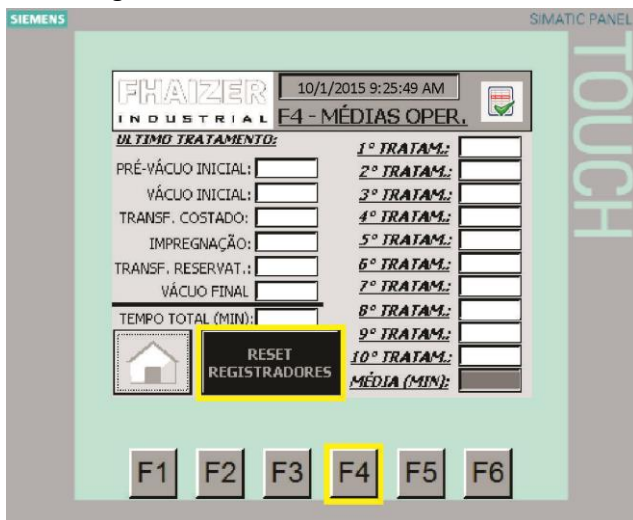 SIEMENS
SIMATIC PANEL
TOUCH
FHAIZER
INDUSTRIAL
10/1/2015 9:25:49 AM
F4 - MÉDIAS OPER.
ULTIMO TRATAMENTO:
PRÉ-VÁCUO INICIAL:
VÁCUO INICIAL:
TRANSF. COSTADO:
IMPREGNAÇÃO:
TRANSF. RESERVAT.:
VÁCUO FINAL
TEMPO TOTAL (MIN):
RESET
REGISTRADORES
1º TRATAM.:
2º TRATAM.:
3º TRATAM.:
4º TRATAM.:
5º TRATAM.:
6º TRATAM.:
7º TRATAM.:
8º TRATAM.:
9º TRATAM.:
10º TRATAM.:
MÉDIA (MIN):
F1 F2 F3 F4 F5 F6